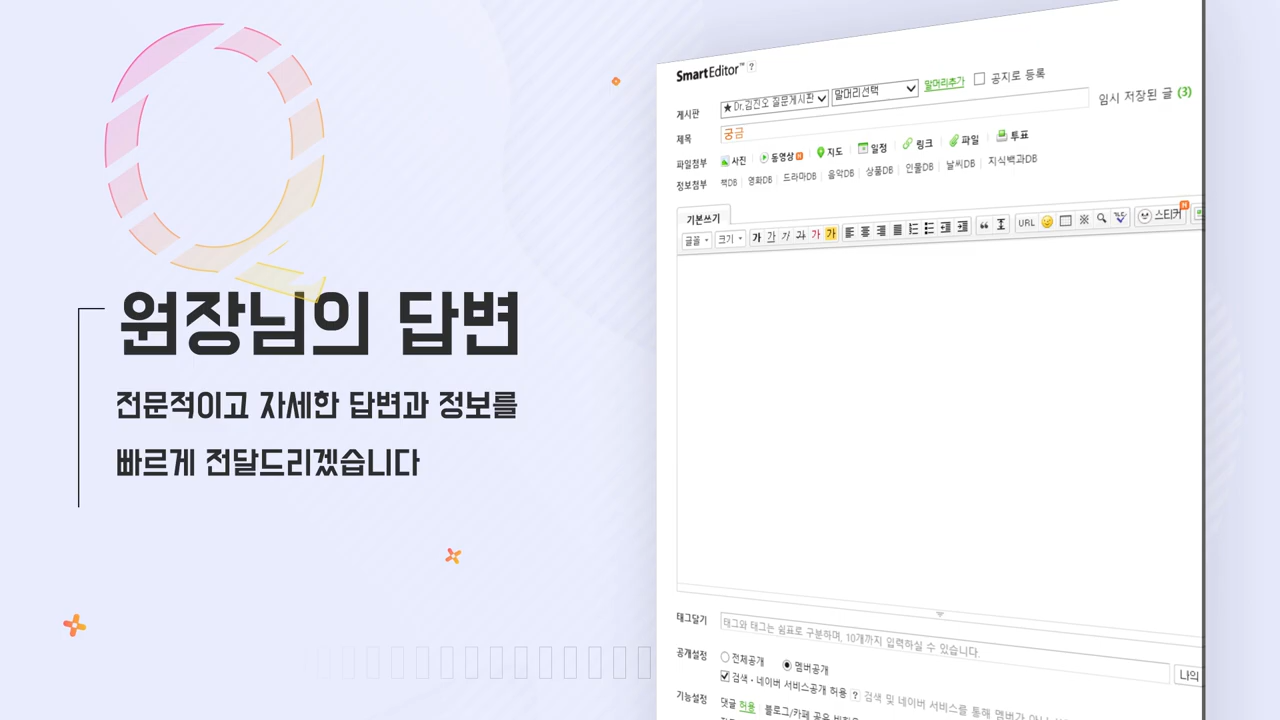 Q
원장님의 답변
전문적이고 자세한 답변과 정보를
빠르게 전달드리겠습니다
SmartEditor™ ?
게시판 ★ Dr.김진오 질문게시판 말머리선택 말머리추가 공지로 등록
제목 궁금 임시 저장된 글 (3)
파일첨부 사진 동영상 N 지도 일정 링크 파일 투표
정보첨부 책DB 영화DB 드라마DB 음악DB 상품DB 인물DB 날씨DB 지식백과DB
기본쓰기
글꼴 크기 가 가 가 가 가 가 URL 스티커 N
태그달기 태그와 태그는 쉼표로 구분하며, 10개까지 입력하실 수 있습니다. 나의
공개설정 전체공개 멤버공개
검색 · 네이버 서비스공개 허용 ? 검색 및 네이버 서비스를 통해 멤버가
기능설정 댓글 허용 블로그/카페 공유